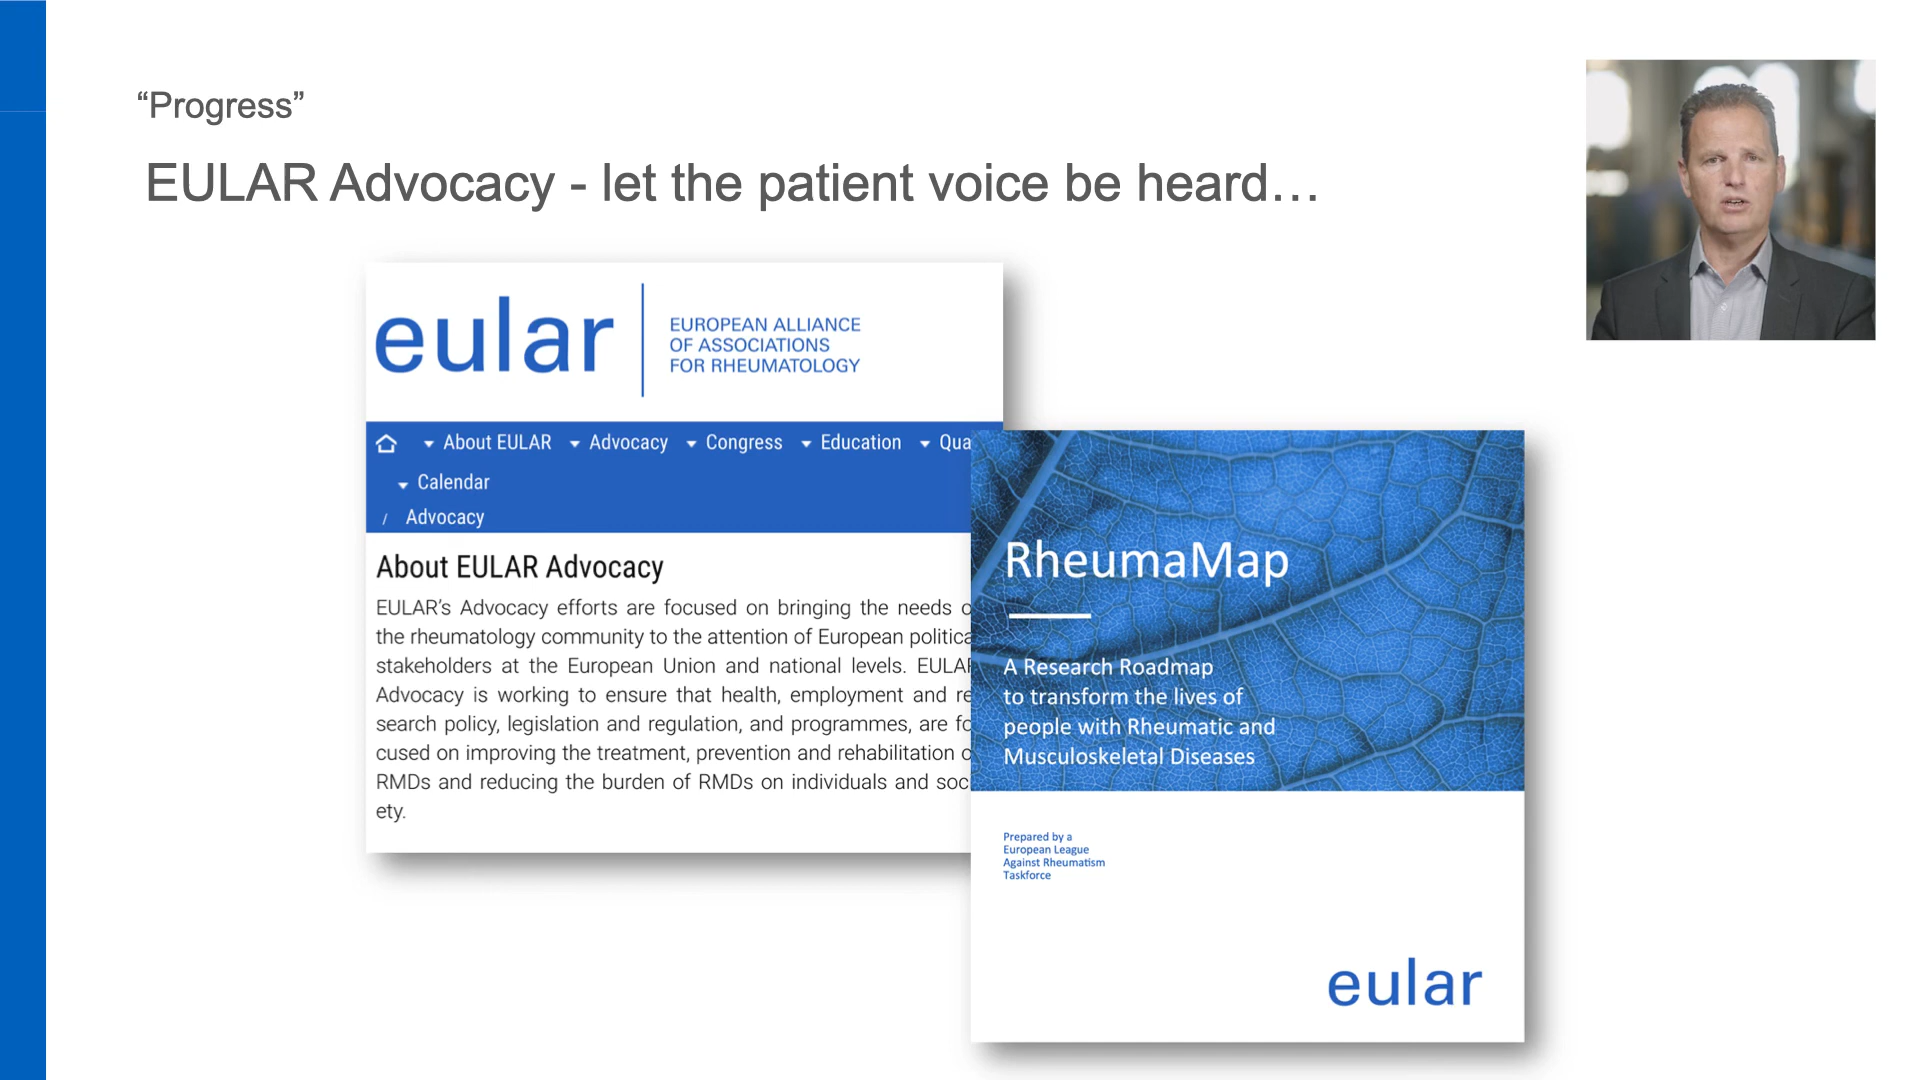 “Progress”
EULAR Advocacy - let the patient voice be heard…
eular
EUROPEAN ALLIANCE
OF ASSOCIATIONS
FOR RHEUMATOLOGY
About EULAR Advocacy Congress Education Qua
Calendar
/ Advocacy
About EULAR Advocacy
EULAR’s Advocacy efforts are focused on bringing the needs o
the rheumatology community to the attention of European politica
stakeholders at the European Union and national levels. EULAR
Advocacy is working to ensure that health, employment and re
search policy, legislation and regulation, and programmes, are fo
cused on improving the treatment, prevention and rehabilitation o
RMDs and reducing the burden of RMDs on individuals and soc
ety.
RheumaMap
A Research Roadmap
to transform the lives of
people with Rheumatic and
Musculoskeletal Diseases
Prepared by a
European League
Against Rheumatism
Taskforce
eular